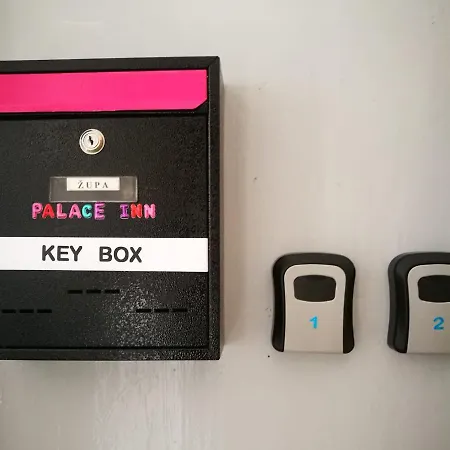 ŽUPA
PALACE INN
KEY BOX
1
2